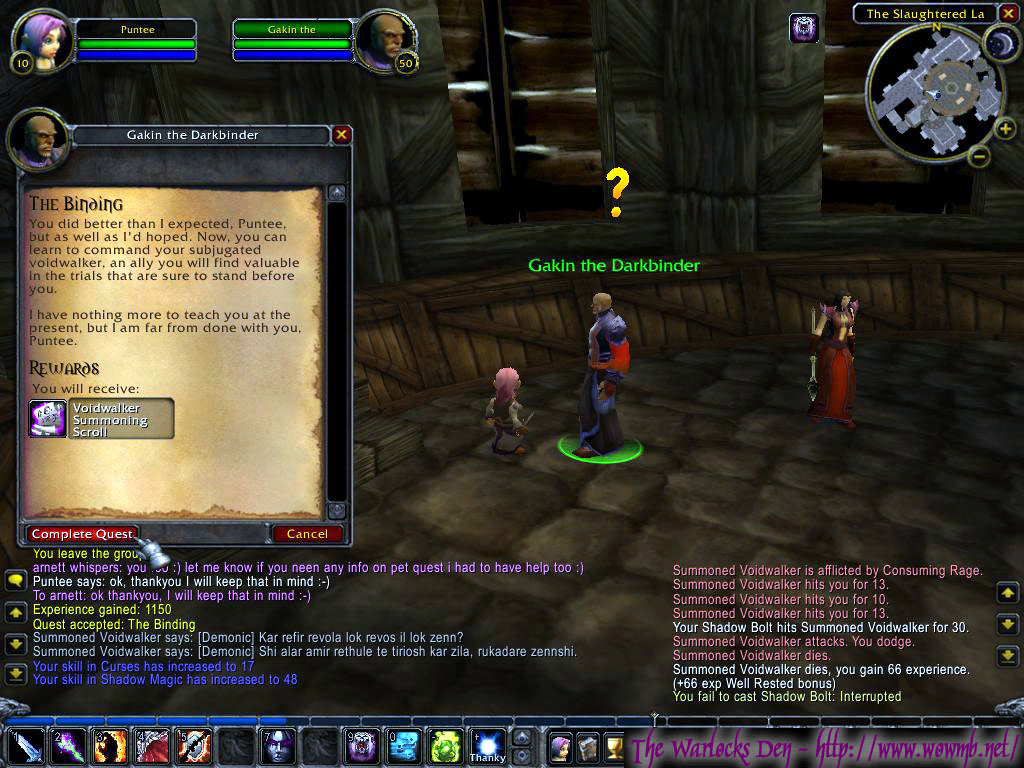 Puntee
10
Gakin the
50
The Slaughtered La
N
Gakin the Darkbinder
The Binding
You did better than I expected, Puntee,
but as well as I'd hoped. Now, you can
learn to command your subjugated
voidwalker, an ally you will find valuable
in the trials that are sure to stand before
you.
I have nothing more to teach you at the
present, but I am far from done with you,
Puntee.
Rewards
You will receive:
Voidwalker
Summoning
Scroll
Complete Quest
Cancel
Gakin the Darkbinder
You leave the grou
arnett whispers: you :) let me know if you neen any info on pet quest i had to have help too :)
Puntee says: ok, thankyou I will keep that in mind :-)
To arnett: ok thankyou, I will keep that in mind :-)
Experience gained: 1150
Quest accepted: The Binding
Summoned Voidwalker says: [Demonic] Kar refir revola lok revos il lok zenn?
Summoned Voidwalker says: [Demonic] Shi alar amir rethule te tiriosh kar zila, rukadare zennshi.
Your skill in Curses has increased to 17
Your skill in Shadow Magic has increased to 48
Summoned Voidwalker is afflicted by Consuming Rage.
Summoned Voidwalker hits you for 13.
Summoned Voidwalker hits you for 10.
Summoned Voidwalker hits you for 13.
Your Shadow Bolt hits Summoned Voidwalker for 30.
Summoned Voidwalker attacks. You dodge.
Summoned Voidwalker dies.
Summoned Voidwalker dies, you gain 66 experience.
(+66 exp Well Rested bonus)
You fail to cast Shadow Bolt: Interrupted
2 3 4 5 7 0 - +
Thanky
The Warlocks Den - http://www.wowmb.net/